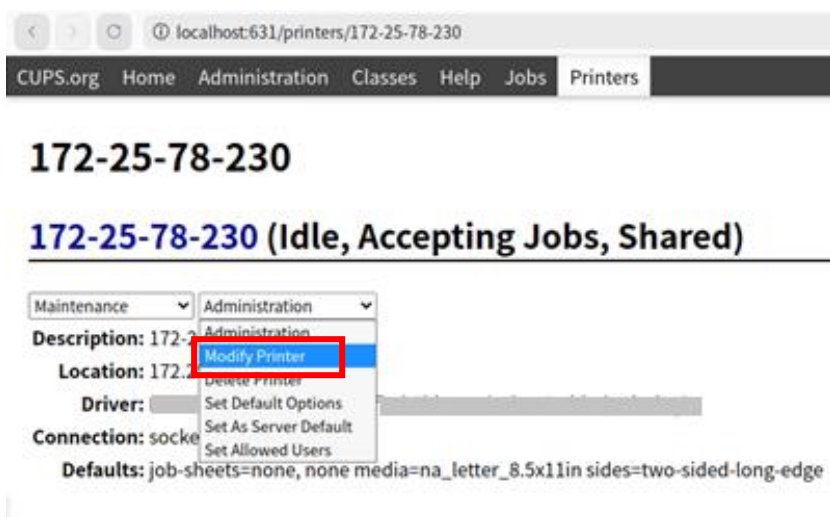 localhost:631/printers/172-25-78-230
CUPS.org Home Administration Classes Help Jobs Printers
172-25-78-230
172-25-78-230 (Idle, Accepting Jobs, Shared)
Maintenance Administration
Administration
Description: 172-2
Modify Printer
Location: 172.2
Delete Printer
Driver:
Set Default Options
Set As Server Default
Connection: socke
Set Allowed Users
Defaults: job-sheets=none, none media=na_letter_8.5x11in sides=two-sided-long-edge